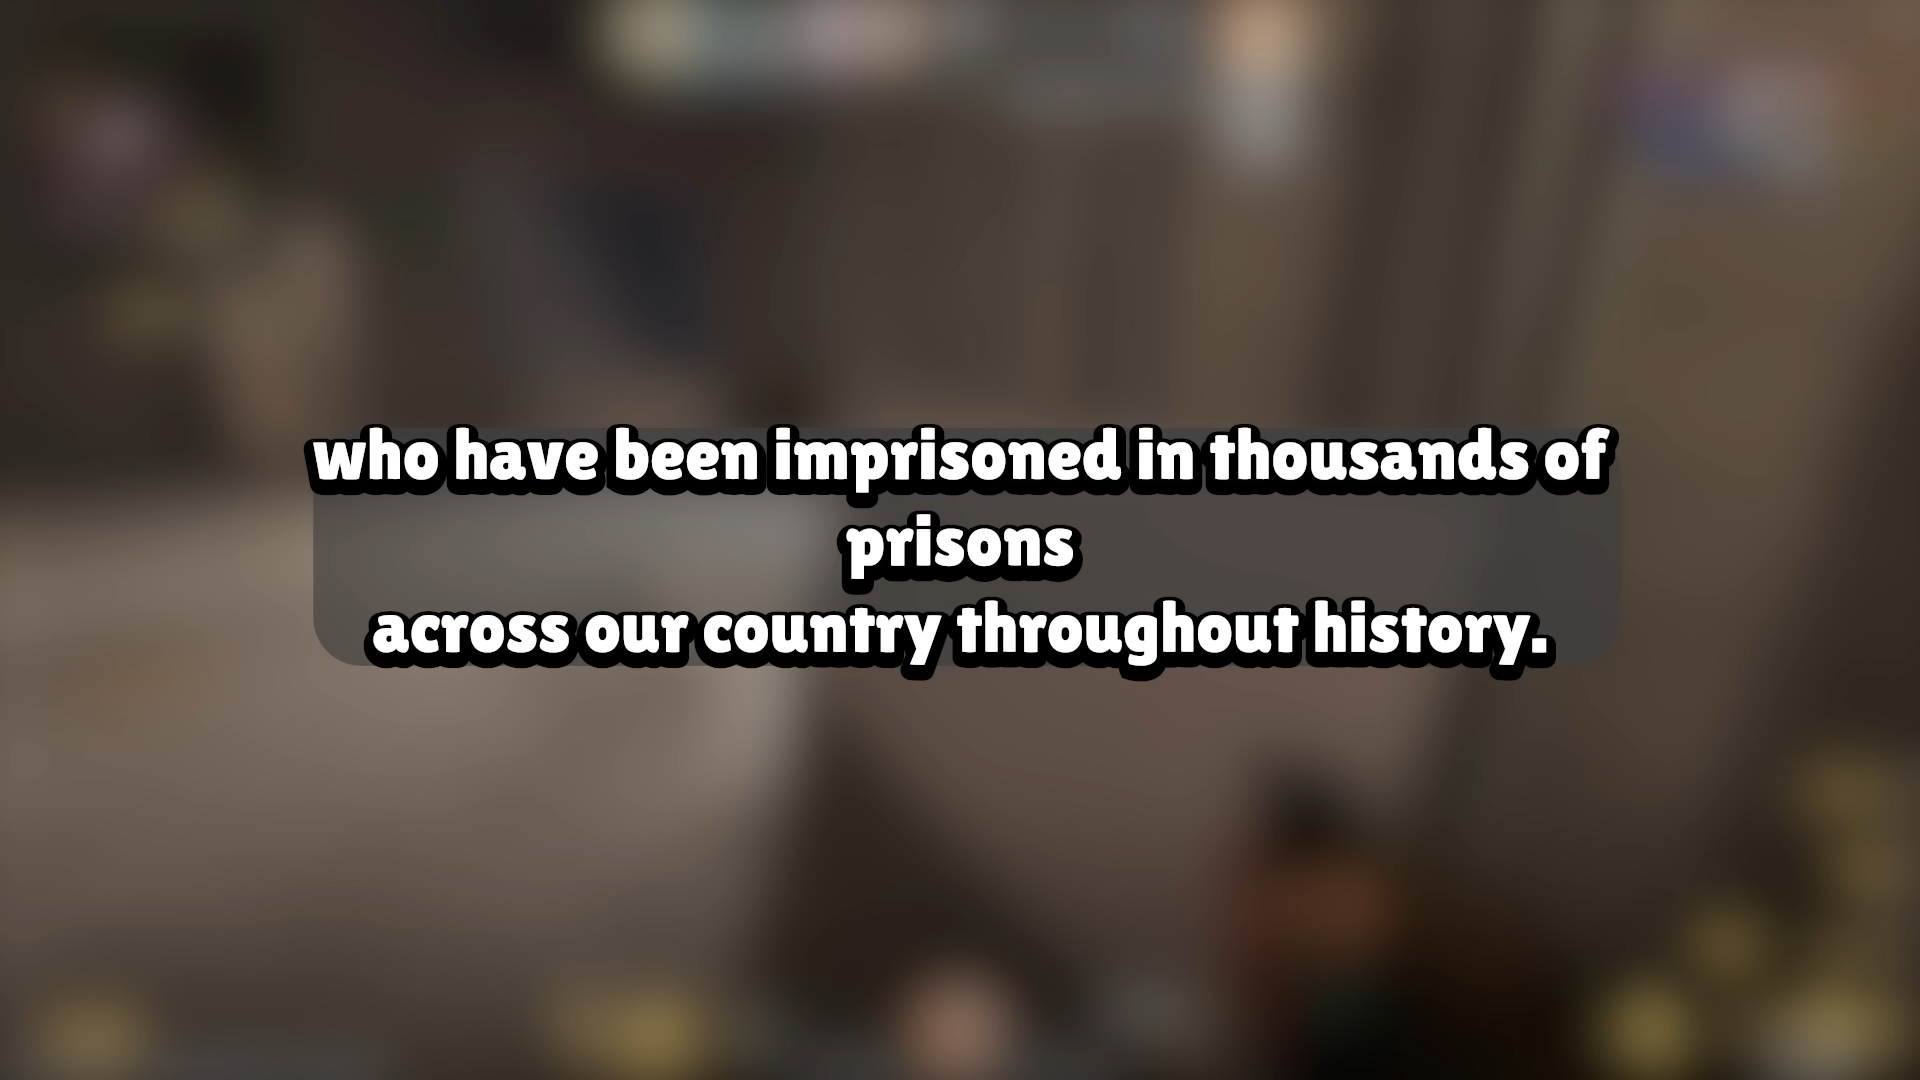 who have been imprisoned in thousands of
prisons
across our country throughout history.